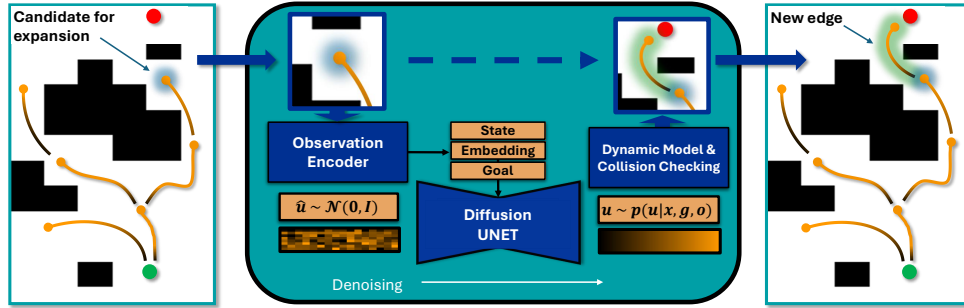 Candidate for
expansion
Observation
Encoder
State
Embedding
Goal
Dynamic Model &
Collision Checking
û ~ 𝒩(0, I)
Diffusion
UNET
u ~ p(u|x, g, o)
Denoising
New edge